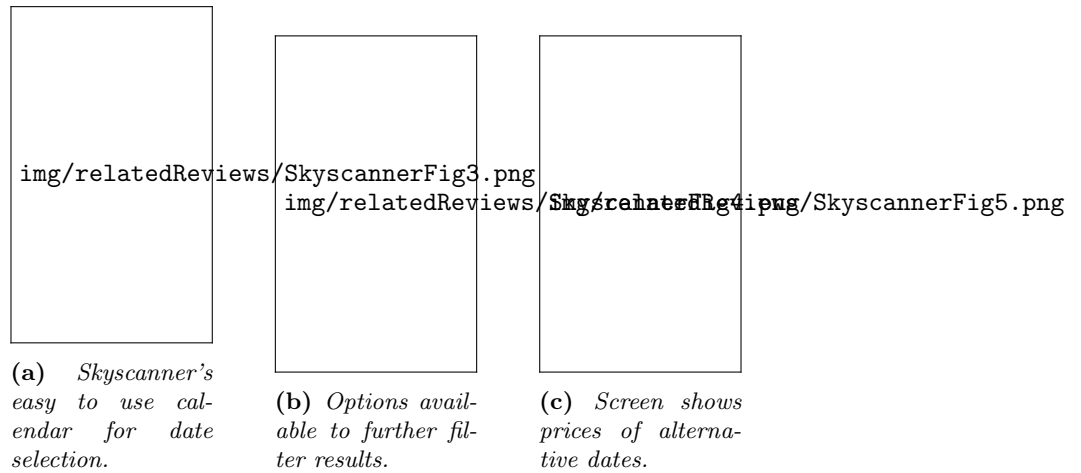 img/relatedReviews/SkyscannerFig3.png
img/relatedReviews/SkyscannerFig4.png
img/relatedReviews/SkyscannerFig5.png
(a) Skyscanner's
easy to use cal-
endar for date
selection.
(b) Options avail-
able to further fil-
ter results.
(c) Screen shows
prices of alterna-
tive dates.